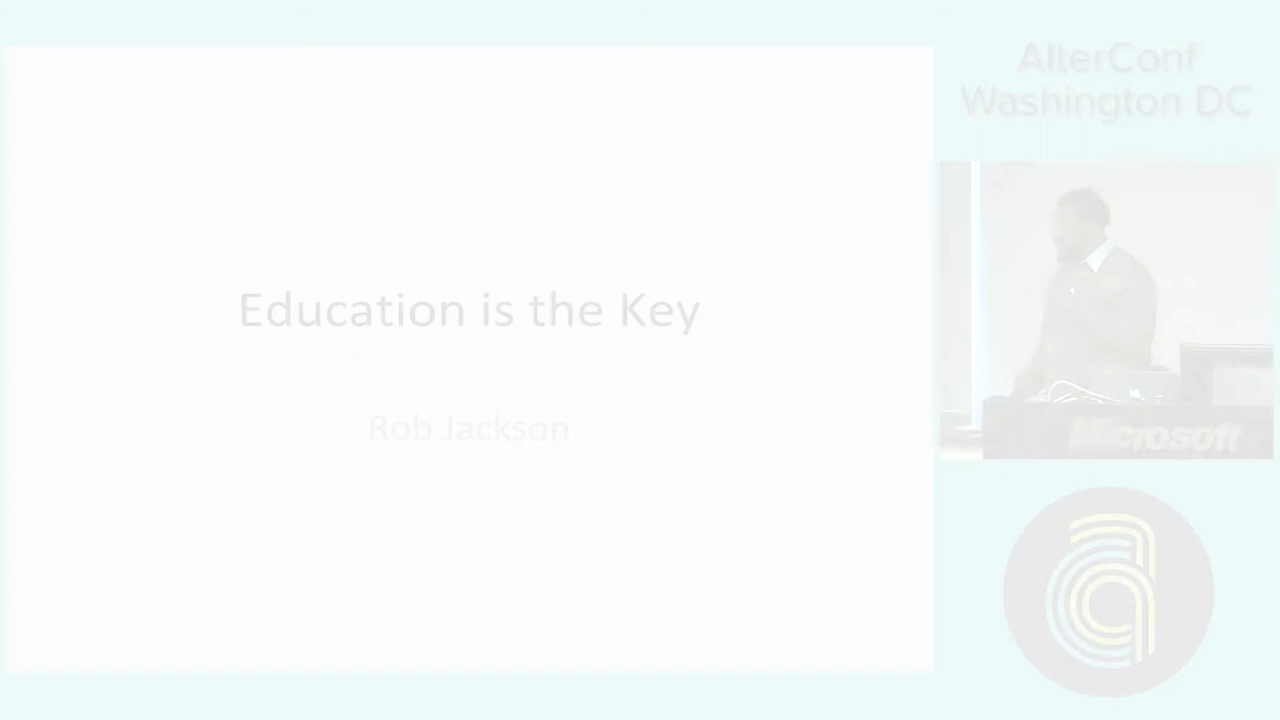 Education is the Key
Rob Jackson
AlterConf
Washington DC
Microsoft